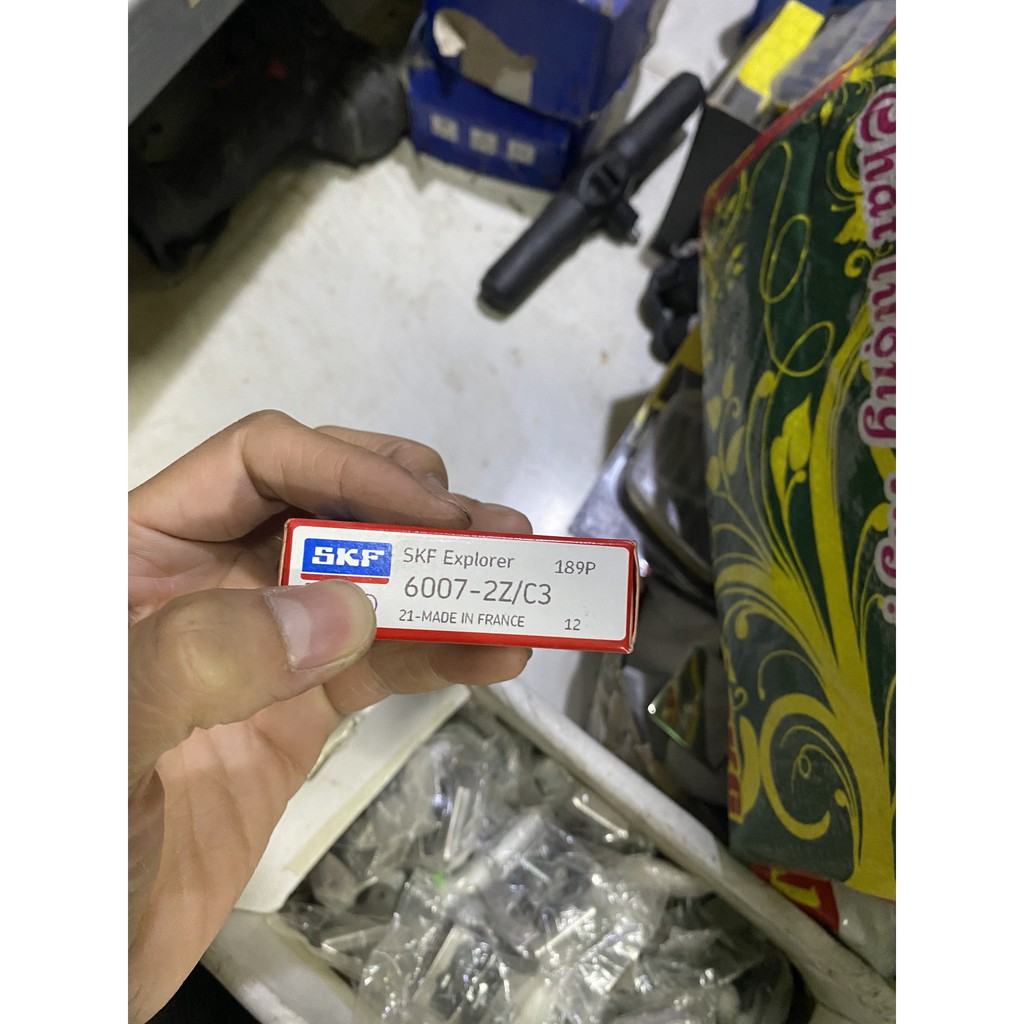 SKF
SKF Explorer 189P
6007-2Z/C3
21-MADE IN FRANCE 12